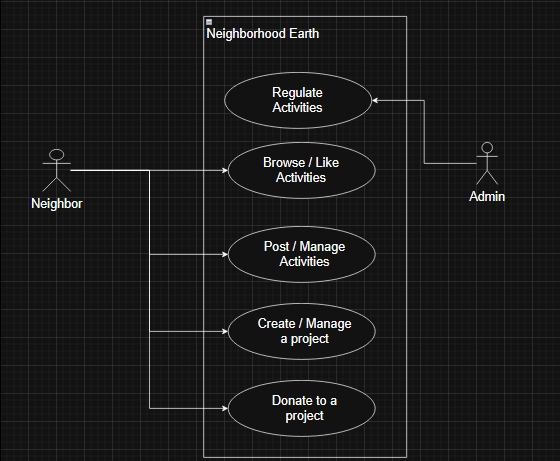 Neighborhood Earth
Regulate
Activities
Browse / Like
Activities
Neighbor
Admin
Post / Manage
Activities
Create / Manage
a project
Donate to a
project